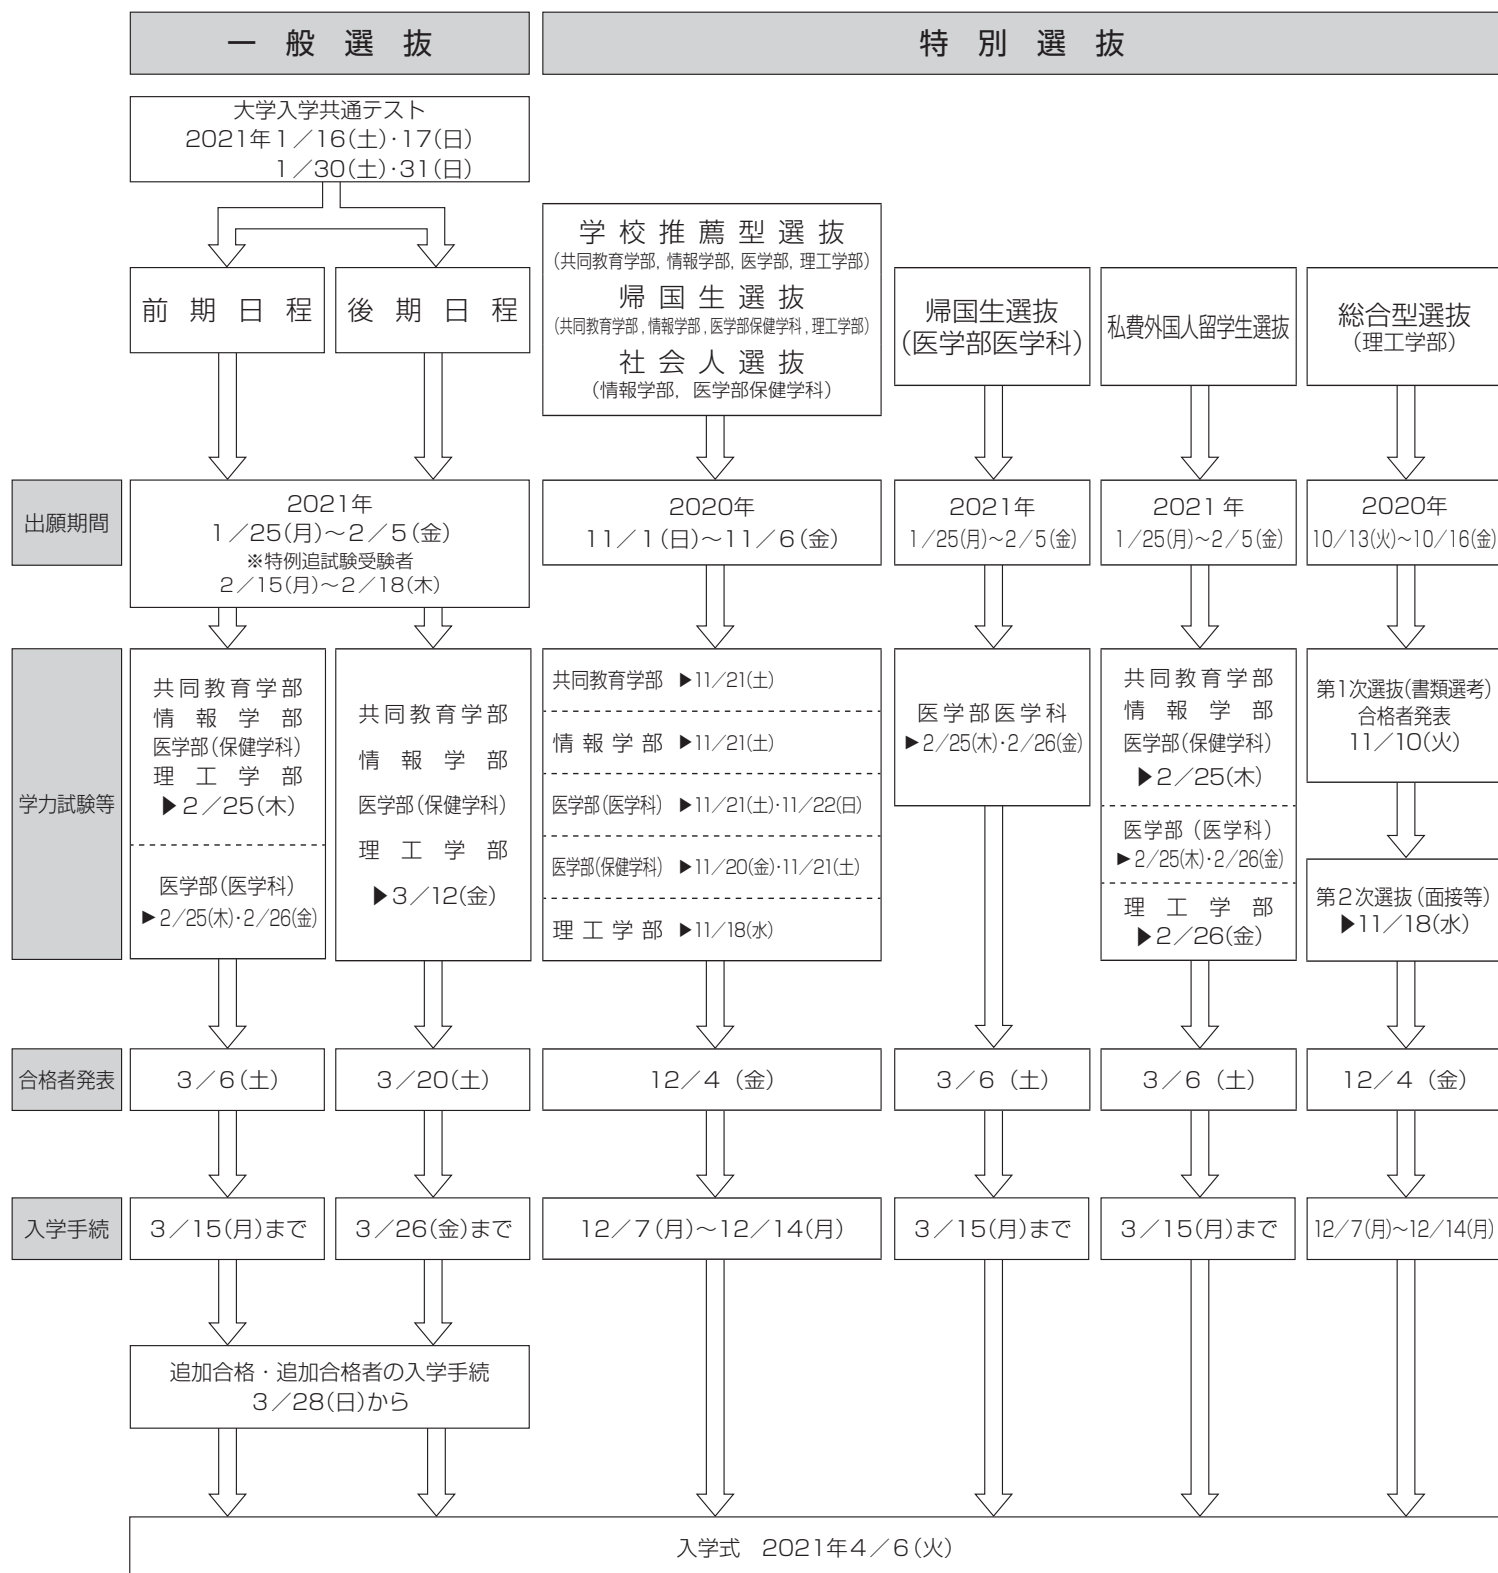 一般選抜
特別選抜
大学入学共通テスト
2021年1／16(土)・17(日)
1／30(土)・31(日)
前期日程
後期日程
学校推薦型選抜
(共同教育学部, 情報学部, 医学部, 理工学部)
帰国生選抜
(共同教育学部, 情報学部, 医学部保健学科, 理工学部)
社会人選抜
(情報学部, 医学部保健学科)
帰国生選抜
(医学部医学科)
私費外国人留学生選抜
総合型選抜
(理工学部)
出願期間
2021年
1／25(月)～2／5(金)
※特例追試験受験者
2／15(月)～2／18(木)
2020年
11／1(日)～11／6(金)
2021年
1／25(月)～2／5(金)
2021年
1／25(月)～2／5(金)
2020年
10／13(火)～10／16(金)
学力試験等
共同教育学部
情報学部
医学部(保健学科)
理工学部
▶2／25(木)
医学部(医学科)
▶2／25(木)・2／26(金)
共同教育学部
情報学部
医学部(保健学科)
理工学部
▶3／12(金)
共同教育学部 ▶11／21(土)
情報学部 ▶11／21(土)
医学部(医学科) ▶11／21(土)・11／22(日)
医学部(保健学科) ▶11／20(金)・11／21(土)
理工学部 ▶11／18(水)
医学部医学科
▶2／25(木)・2／26(金)
共同教育学部
情報学部
医学部(保健学科)
▶2／25(木)
医学部(医学科)
▶2／25(木)・2／26(金)
理工学部
▶2／26(金)
第1次選抜(書類選考)
合格者発表
11／10(火)
第2次選抜(面接等)
▶11／18(水)
合格者発表
3／6(土)
3／20(土)
12／4(金)
3／6(土)
3／6(土)
12／4(金)
入学手続
3／15(月)まで
3／26(金)まで
12／7(月)～12／14(月)
3／15(月)まで
3／15(月)まで
12／7(月)～12／14(月)
追加合格・追加合格者の入学手続
3／28(日)から
入学式 2021年4／6(火)